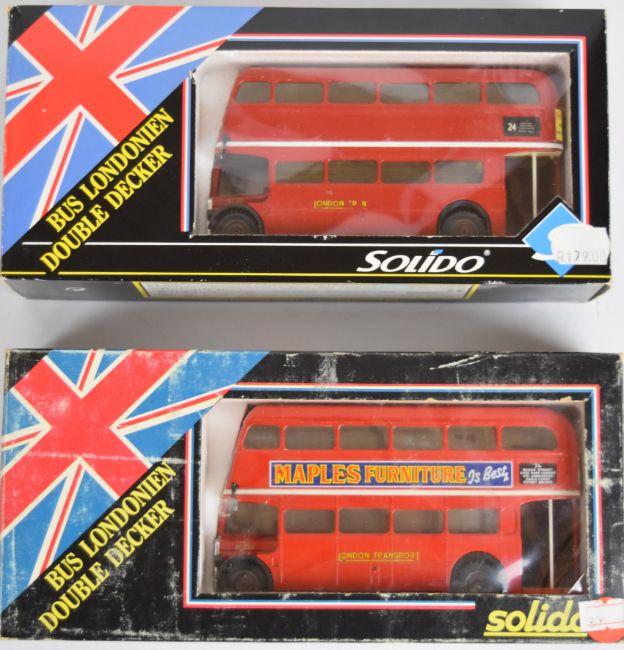 BUS LONDONIEN
DOUBLE DECKER
24
LONDON TR N
SOLIDO
R179.00
BUS LONDONIEN
DOUBLE DECKER
MAPLES FURNITURE Is Best
LONDON TRANSPORT
solido